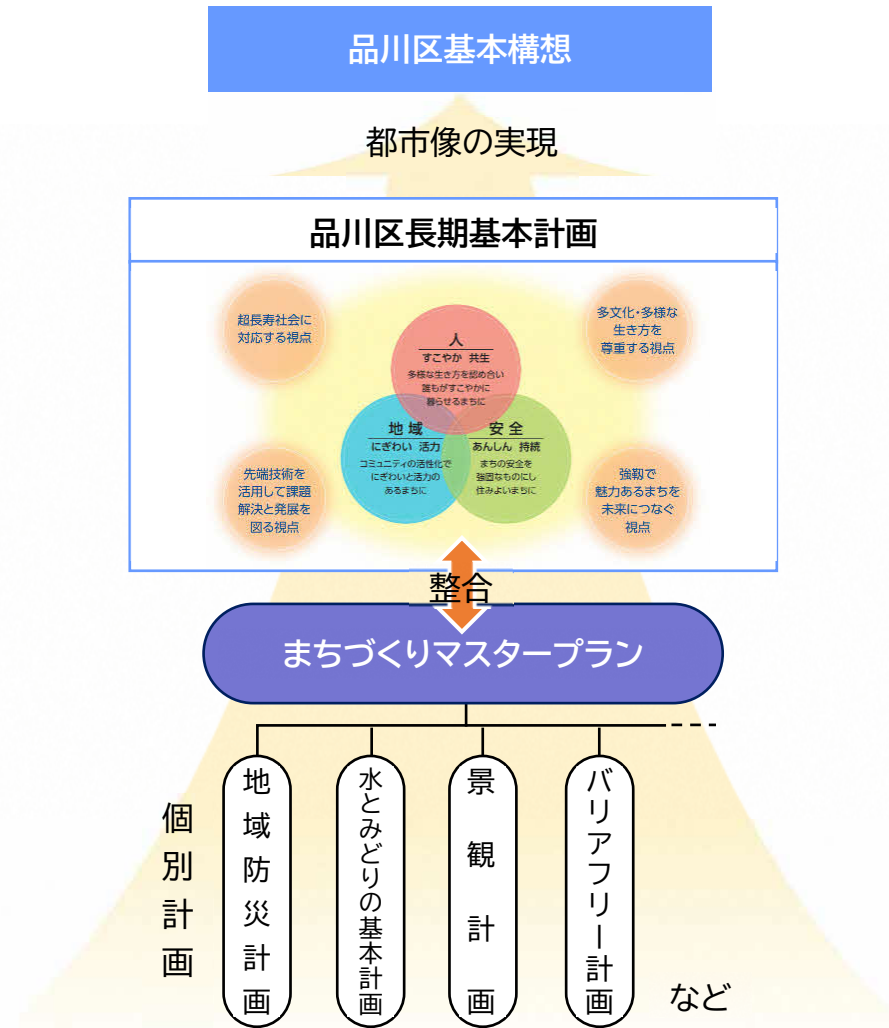 品川区基本構想
都市像の実現
品川区長期基本計画
超長寿社会に
対応する視点
多文化・多様な
生き方を
尊重する視点
人
すこやか 共生
多様な生き方を認め合い
誰もがすこやかに
暮らせるまちに
地域
にぎわい 活力
コミュニティの活性化で
にぎわいと活力の
あるまちに
安全
あんしん 持続
まちの安全を
強固なものにし
住みよいまちに
先端技術を
活用して課題
解決と発展を
図る視点
強靱で
魅力あるまちを
未来につなぐ
視点
整合
まちづくりマスタープラン
個別計画
地域防災計画
水とみどりの基本計画
景観計画
バリアフリー計画
など